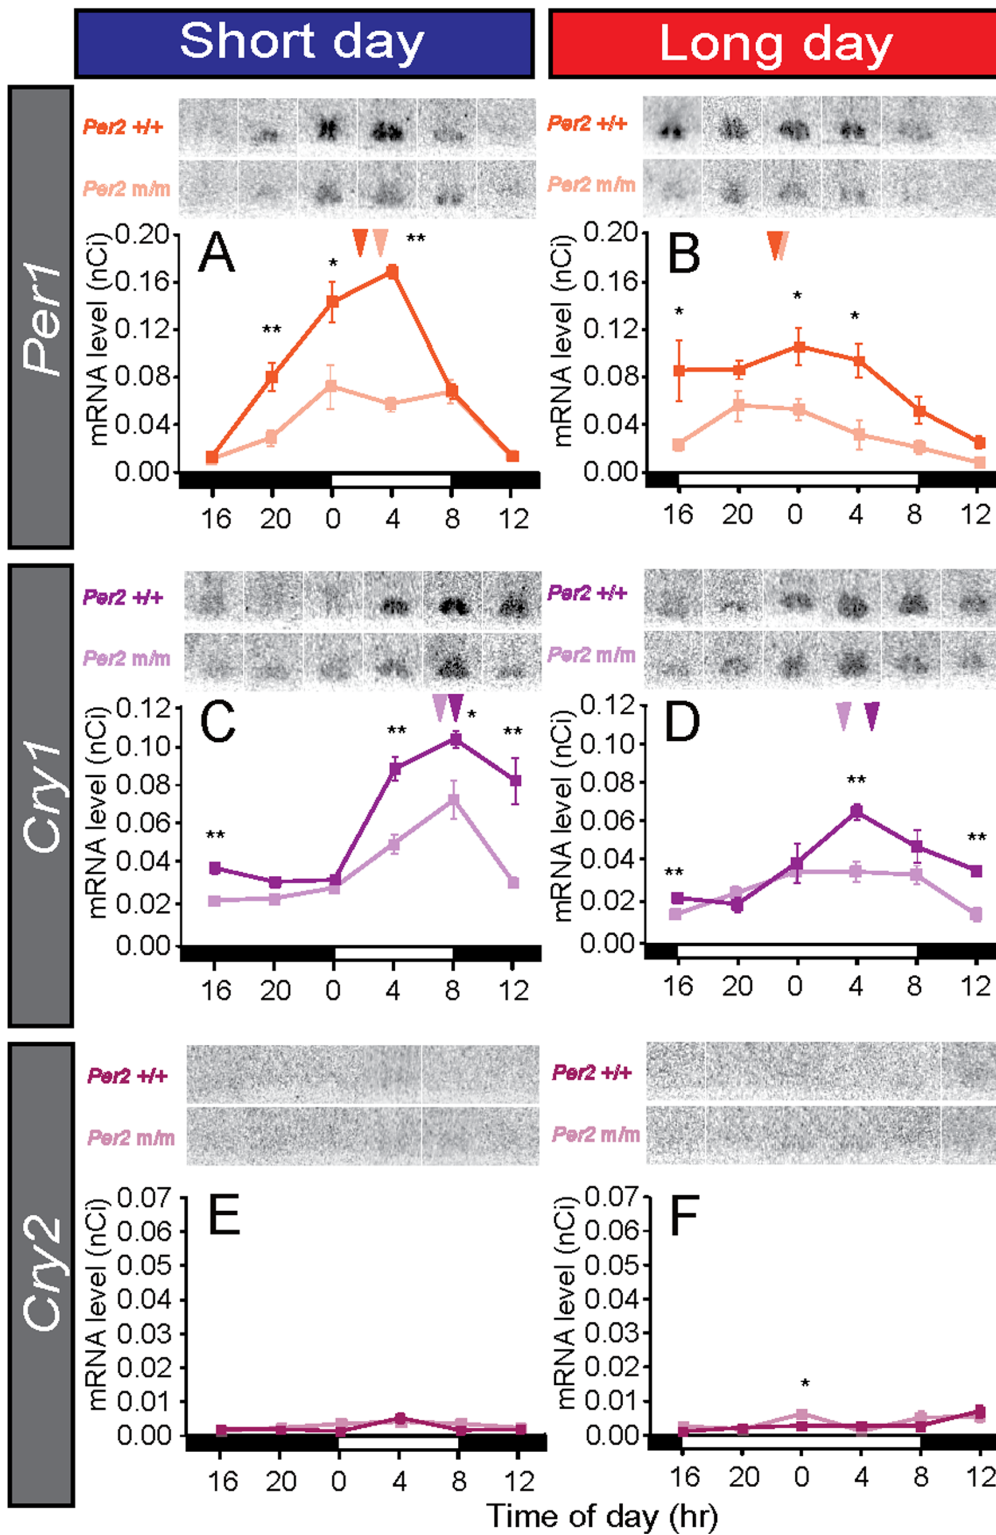 Short day
Long day
Per1
Per2 +/+
Per2 m/m
Per2 +/+
Per2 m/m
mRNA level (nCi)
0.20
0.16
0.12
0.08
0.04
0.00
A
*
**
**
16 20 0 4 8 12
mRNA level (nCi)
0.20
0.16
0.12
0.08
0.04
0.00
B
*
*
*
16 20 0 4 8 12
Cry1
Per2 +/+
Per2 m/m
Per2 +/+
Per2 m/m
mRNA level (nCi)
0.12
0.10
0.08
0.06
0.04
0.02
0.00
C
**
**
*
**
16 20 0 4 8 12
mRNA level (nCi)
0.12
0.10
0.08
0.06
0.04
0.02
0.00
D
**
**
**
16 20 0 4 8 12
Cry2
Per2 +/+
Per2 m/m
Per2 +/+
Per2 m/m
mRNA level (nCi)
0.07
0.06
0.05
0.04
0.03
0.02
0.01
0.00
E
16 20 0 4 8 12
mRNA level (nCi)
0.07
0.06
0.05
0.04
0.03
0.02
0.01
0.00
F
*
16 20 0 4 8 12
Time of day (hr)